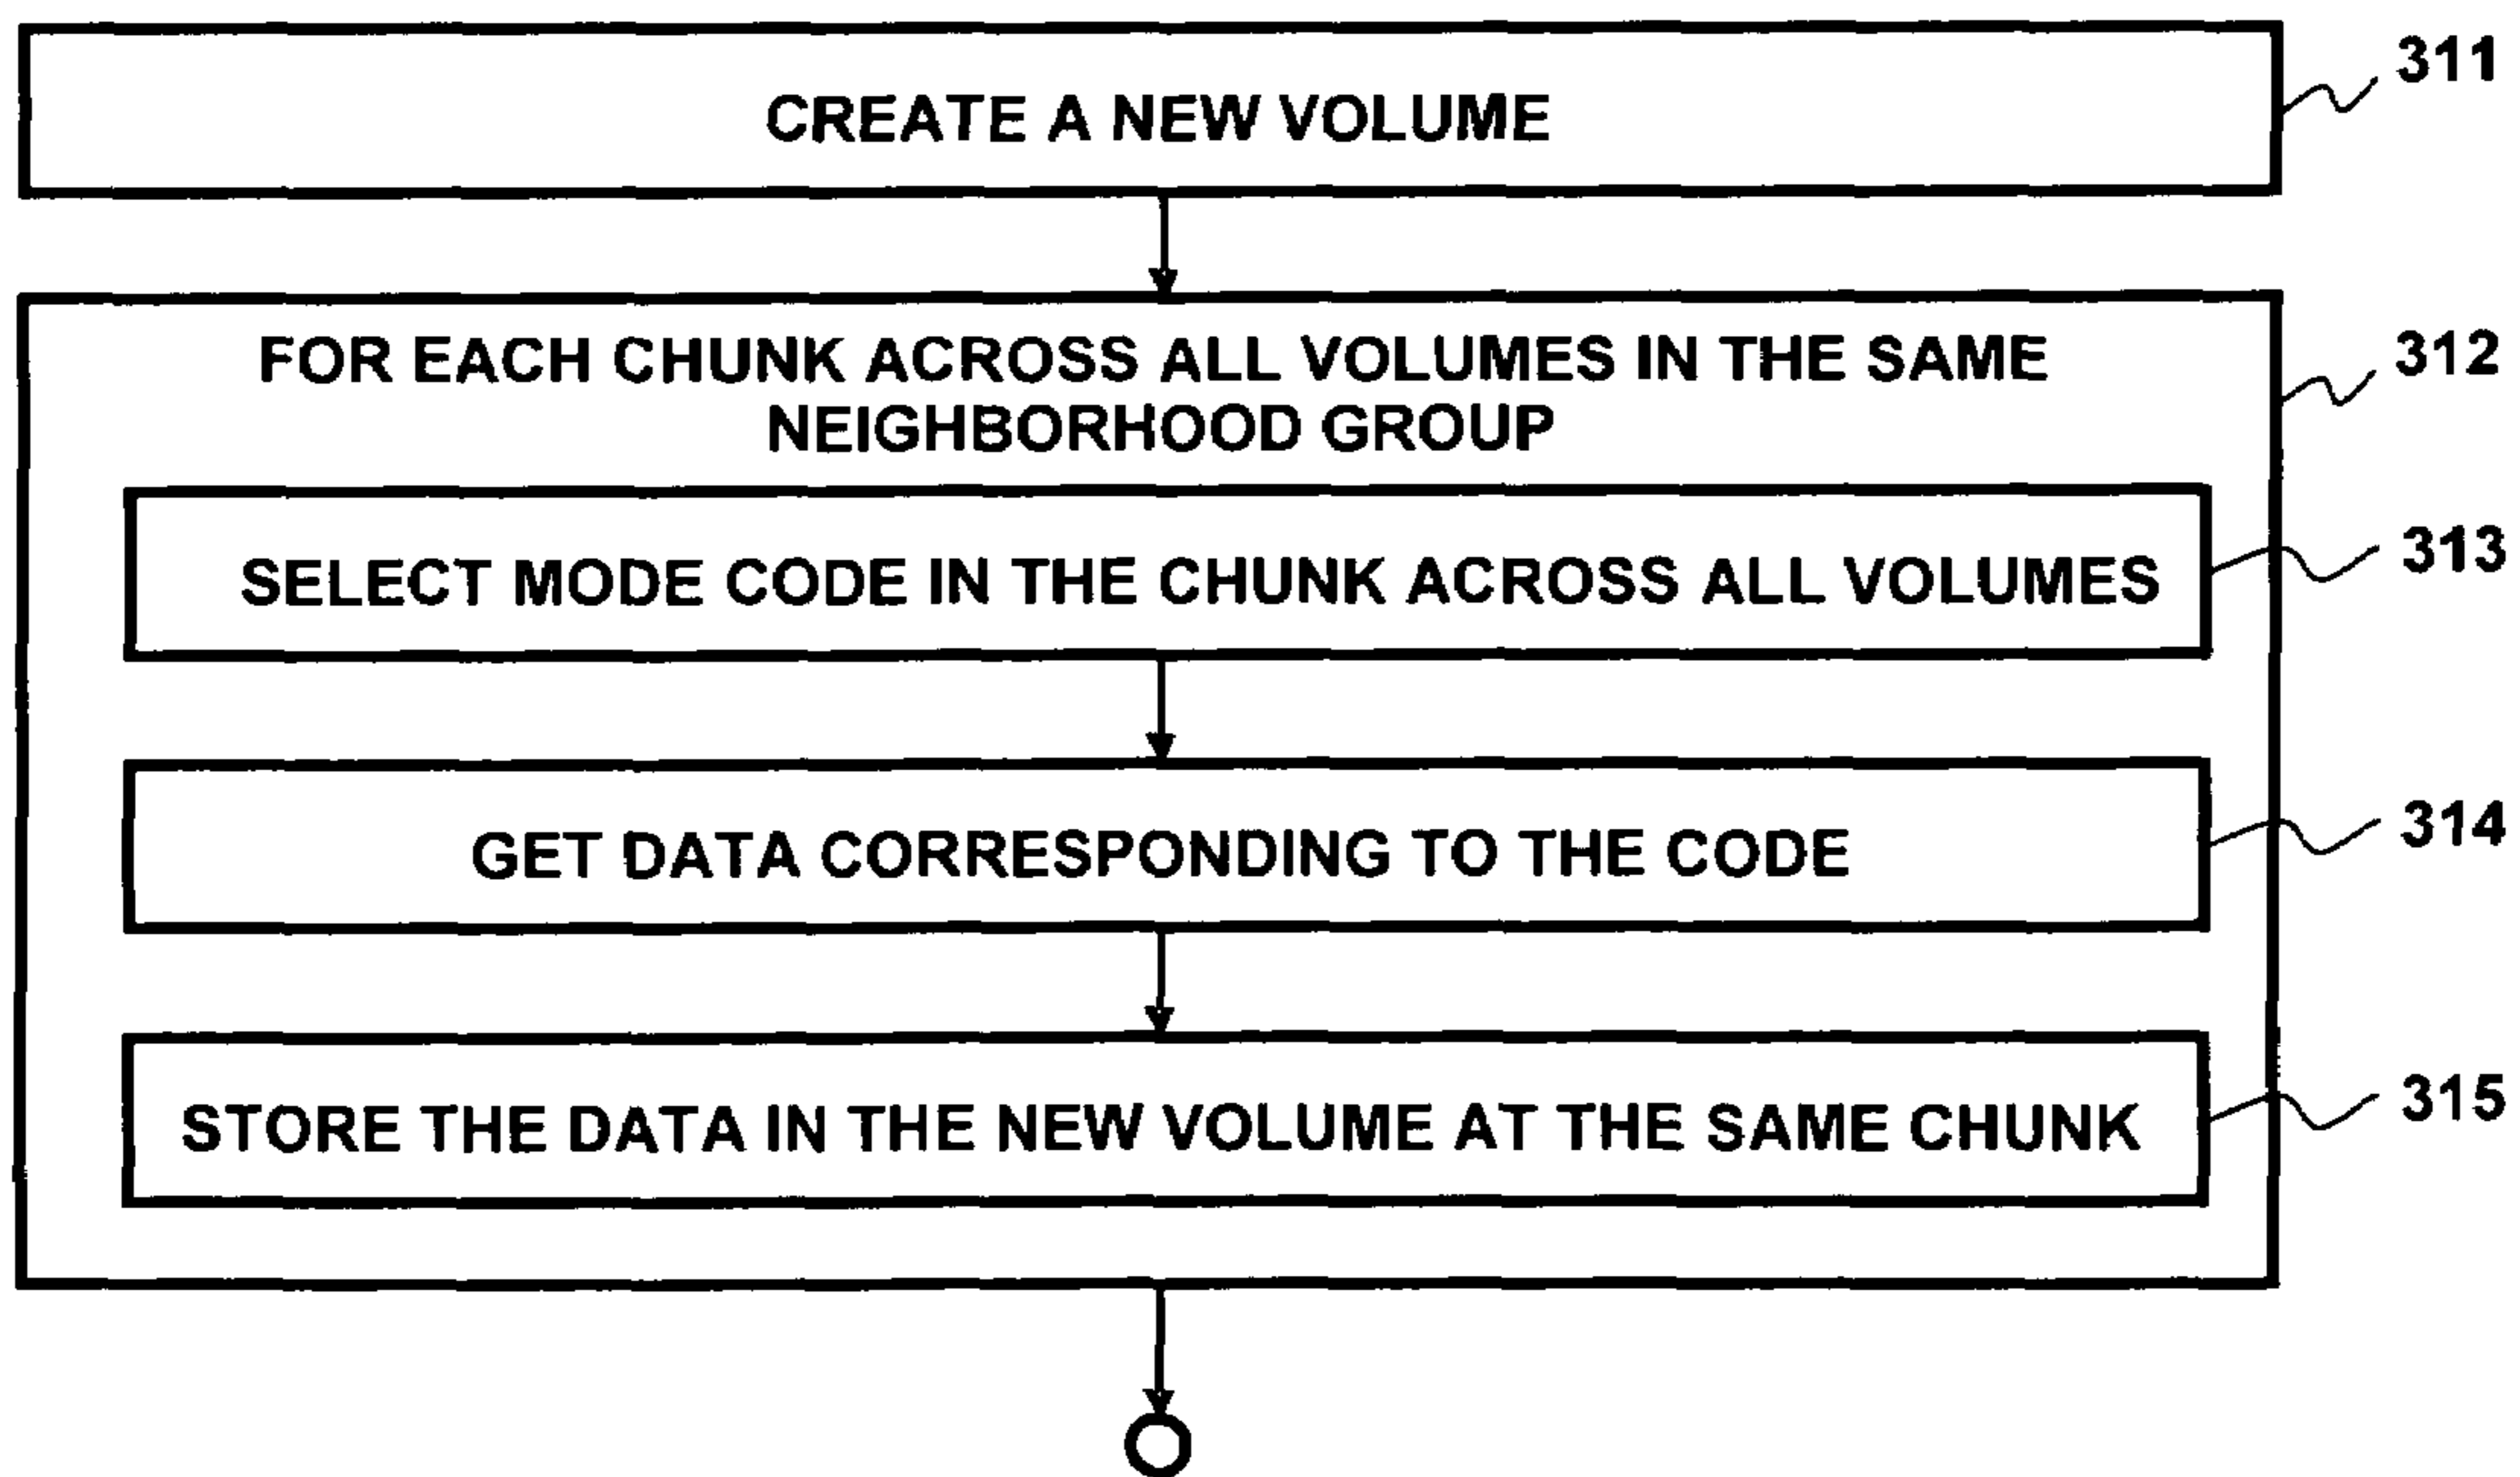 CREATE A NEW VOLUME
311
FOR EACH CHUNK ACROSS ALL VOLUMES IN THE SAME
NEIGHBORHOOD GROUP
312
SELECT MODE CODE IN THE CHUNK ACROSS ALL VOLUMES
313
GET DATA CORRESPONDING TO THE CODE
314
STORE THE DATA IN THE NEW VOLUME AT THE SAME CHUNK
315